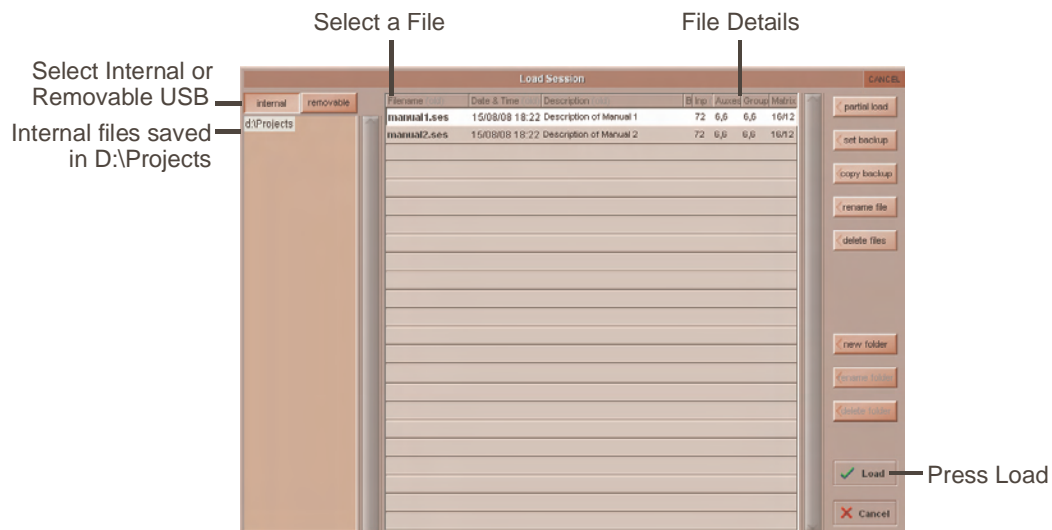 Select a File
File Details
Select Internal or
Removable USB
Internal files saved
in D:\Projects
Press Load
Load Session
CANCEL
internal
removable
d:\Projects
Filename Date & Time Description B Inp Auxes Group Matrix
manual1.ses 15/08/08 18:22 Description of Manual 1 72 6,6 6,6 16/12
manual2.ses 15/08/08 18:22 Description of Manual 2 72 6,6 6,6 16/12
partial load
set backup
copy backup
rename file
delete files
new folder
rename folder
delete folder
Load
Cancel